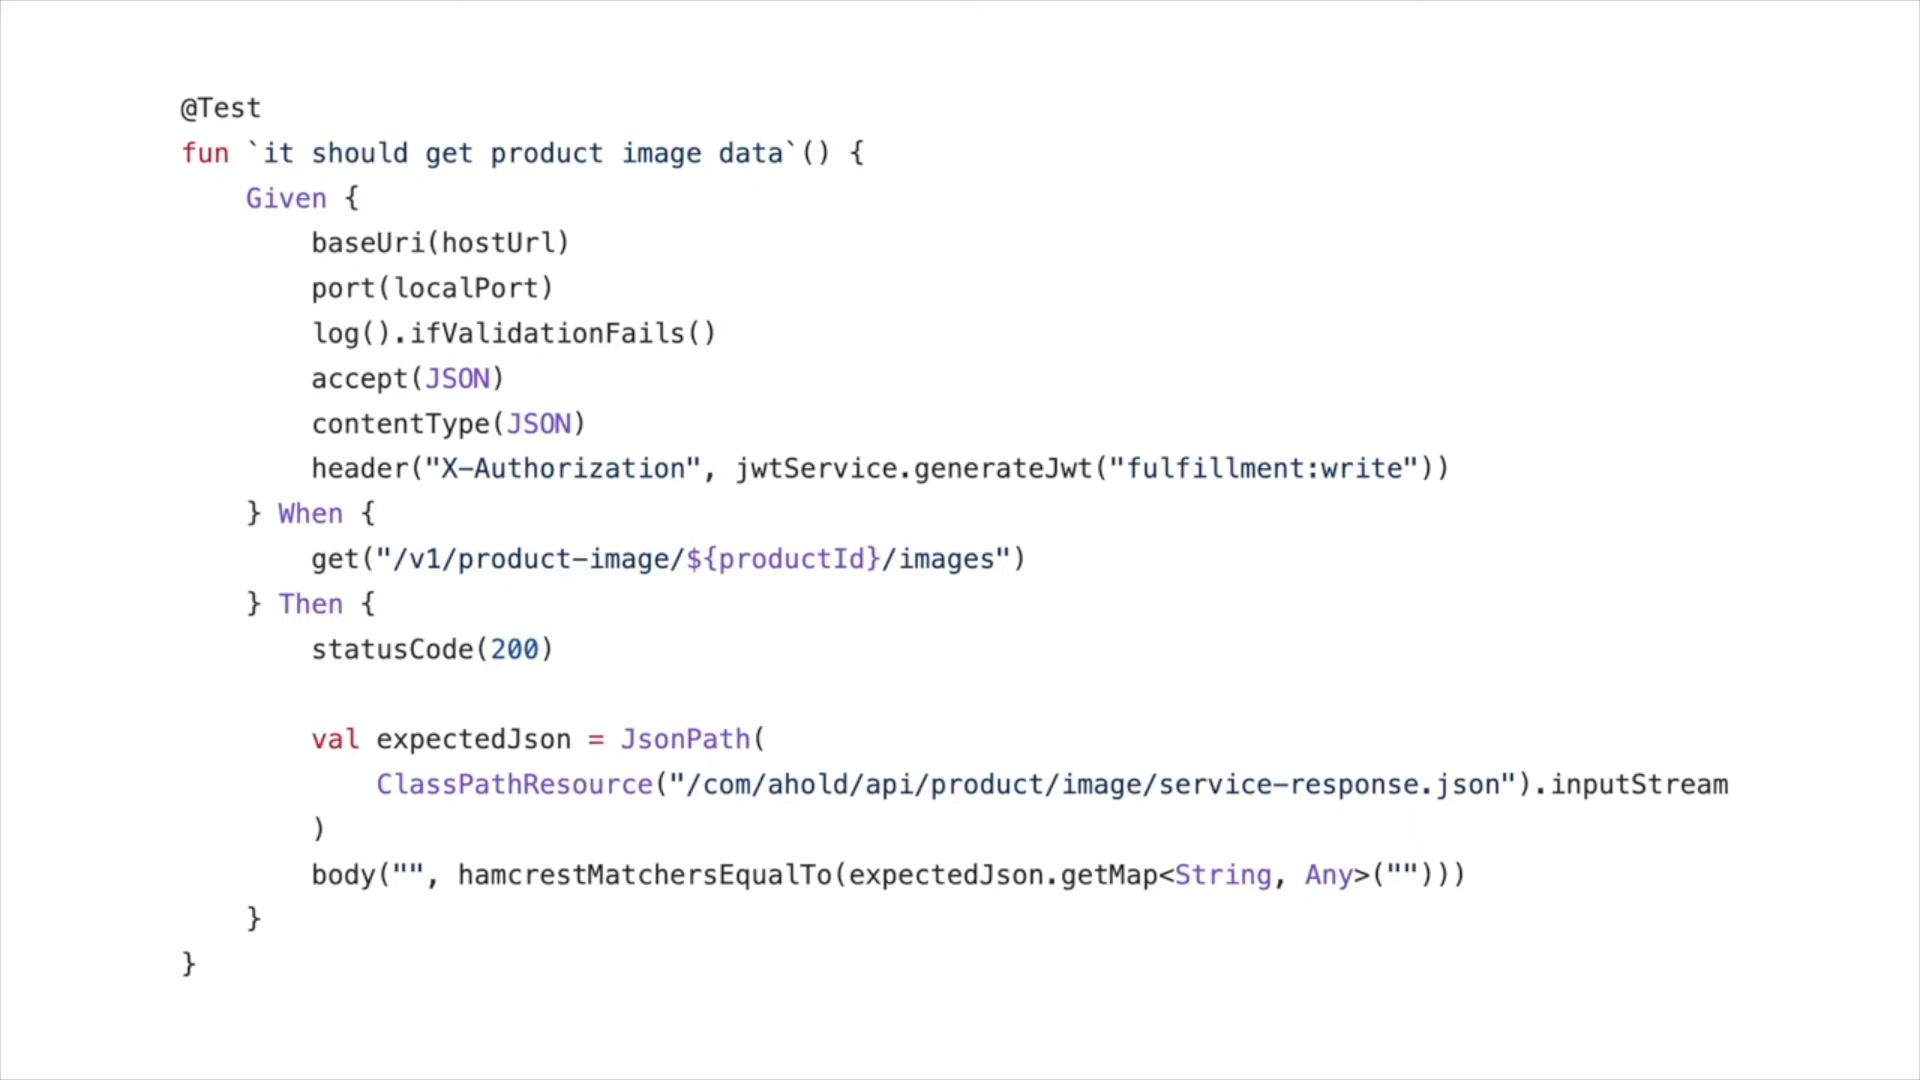 @Test
fun `it should get product image data`() {
    Given {
        baseUri(hostUrl)
        port(localPort)
        log().ifValidationFails()
        accept(JSON)
        contentType(JSON)
        header("X-Authorization", jwtService.generateJwt("fulfillment:write"))
    } When {
        get("/v1/product-image/${productId}/images")
    } Then {
        statusCode(200)

        val expectedJson = JsonPath(
            ClassPathResource("/com/ahold/api/product/image/service-response.json").inputStream
        )
        body("", hamcrestMatchersEqualTo(expectedJson.getMap<String, Any>("")))
    }
}